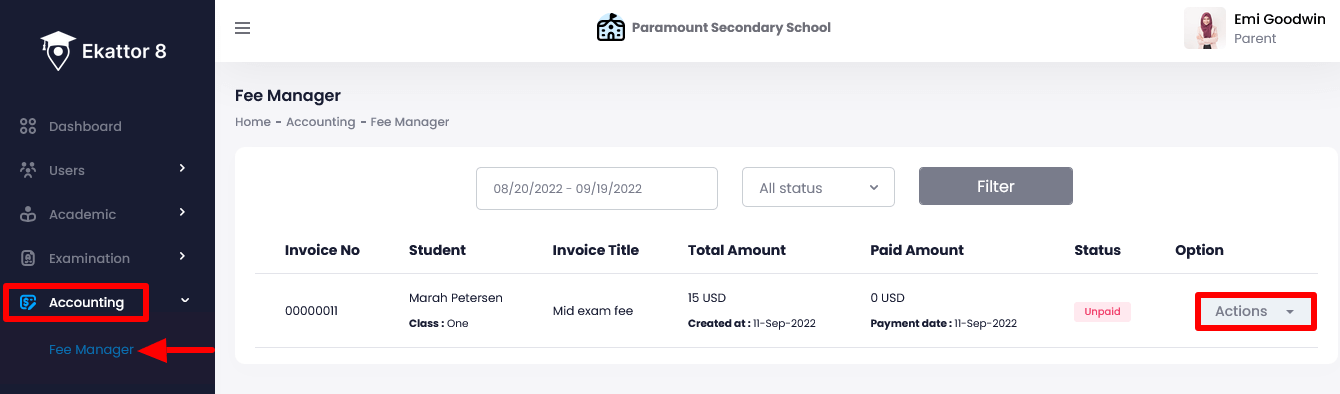 Ekattor 8
Dashboard
Users
Academic
Examination
Accounting
Fee Manager
Paramount Secondary School
Emi Goodwin
Parent
Fee Manager
Home - Accounting - Fee Manager
08/20/2022 - 09/19/2022 All status Filter
Invoice No Student Invoice Title Total Amount Paid Amount Status Option
00000011 Marah Petersen Mid exam fee 15 USD 0 USD Unpaid Actions
Class : One Created at : 11-Sep-2022 Payment date : 11-Sep-2022